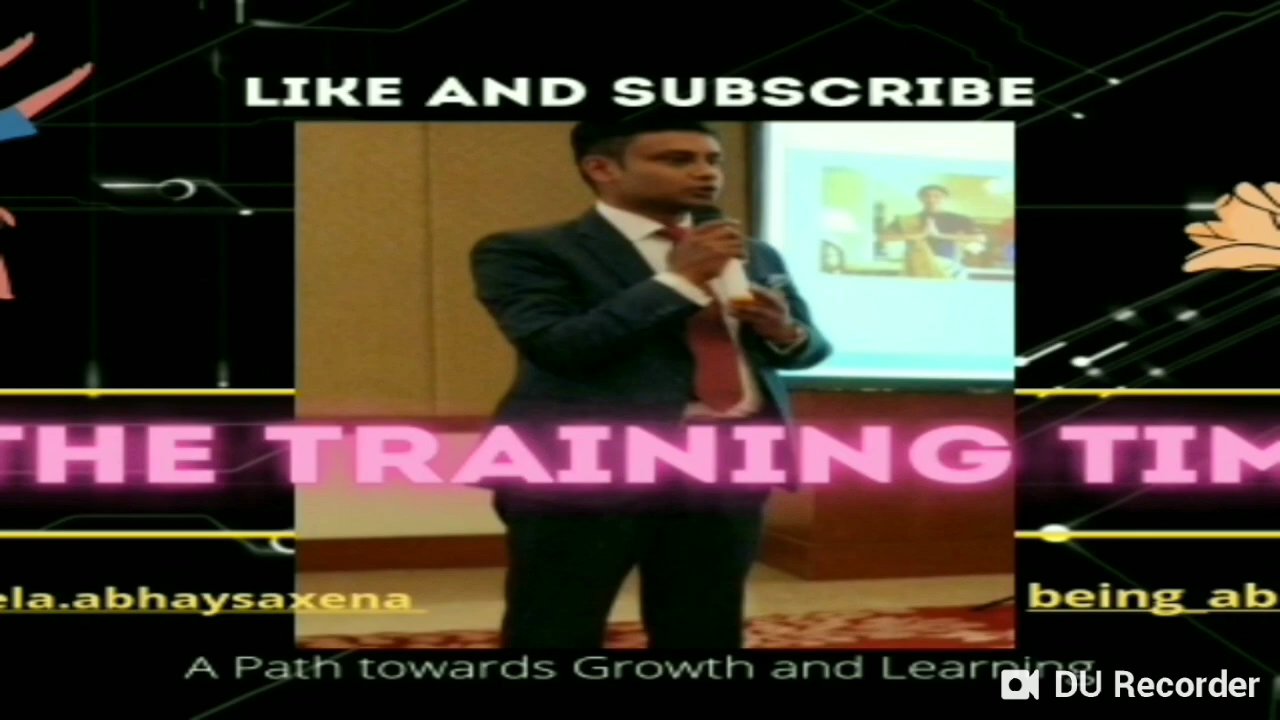 LIKE AND SUBSCRIBE
THE TRAINING TIM
ela.abhaysaxena
being_ab
A Path towards Growth and Learning
DU Recorder